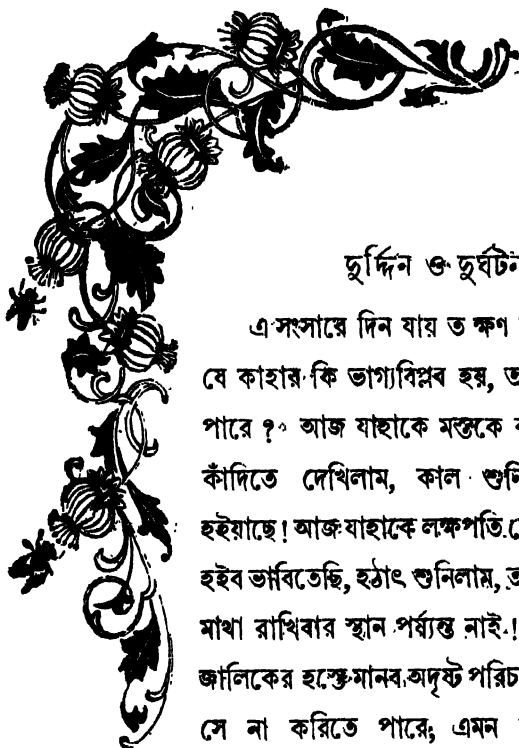 দুর্দ্দিন ও দুর্ঘটন
এ সংসারে দিন যায় ত ক্ষণ
যে কাহার কি ভাগ্যবিপ্লব হয়,
পারে ? আজ যাহাকে মস্তকে
কাঁদিতে দেখিলাম, কাল শুনি
হইয়াছে ! আজ যাহাকে লক্ষপতি
হইব ভাবিতেছি, হঠাৎ শুনিলাম,
মাথা রাখিবার স্থান পর্য্যন্ত নাই !
জালিকের হস্তে মানব অদৃষ্ট পরিচ
সে না করিতে পারে; এমন